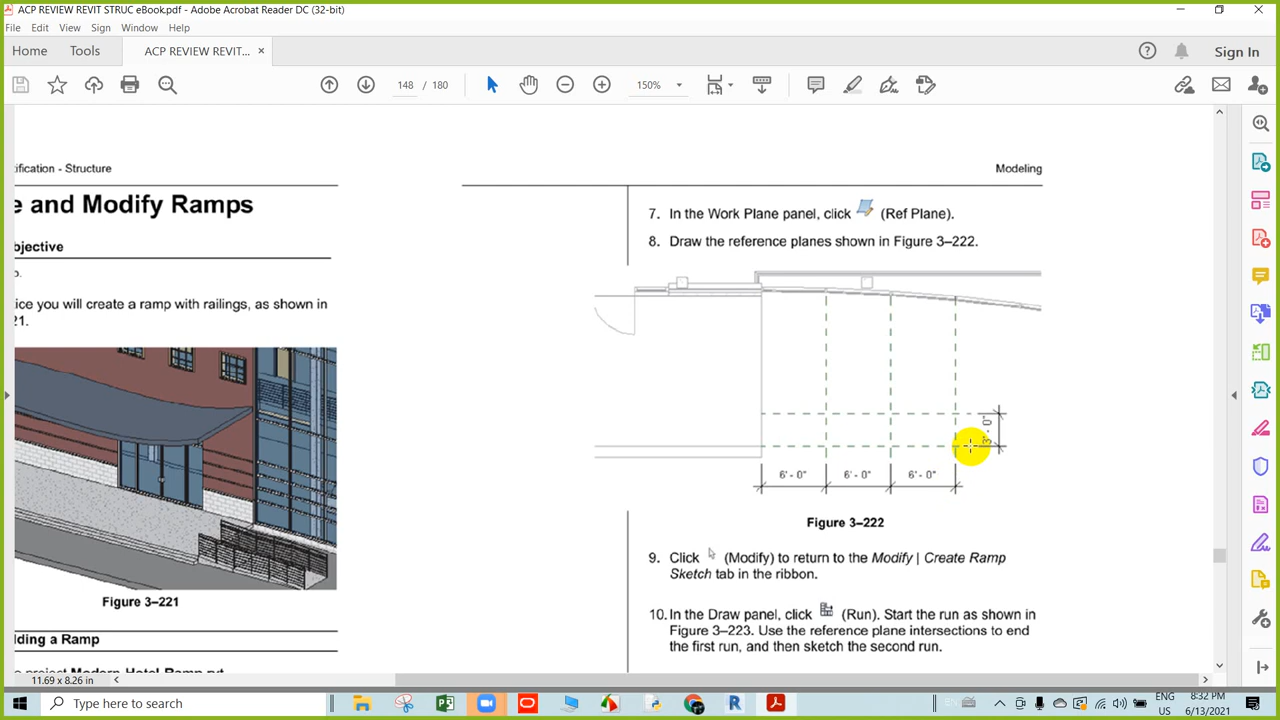 ACP REVIEW REVIT STRUC eBook.pdf - Adobe Acrobat Reader DC (32-bit)
File Edit View Sign Window Help
Home Tools ACP REVIEW REVIT... × Sign In
148 / 180 150%
tification - Structure
e and Modify Ramps
bjective
p.
ice you will create a ramp with railings, as shown in
21.
Figure 3–221
lding a Ramp
Modeling
7. In the Work Plane panel, click (Ref Plane).
8. Draw the reference planes shown in Figure 3–222.
3' - 0"
6' - 0" 6' - 0" 6' - 0"
Figure 3–222
9. Click (Modify) to return to the Modify | Create Ramp
Sketch tab in the ribbon.
10. In the Draw panel, click (Run). Start the run as shown in
Figure 3–223. Use the reference plane intersections to end
the first run, and then sketch the second run.
11.69 x 8.26 in
Type here to search
ENG 8:32 PM
US 6/13/2021